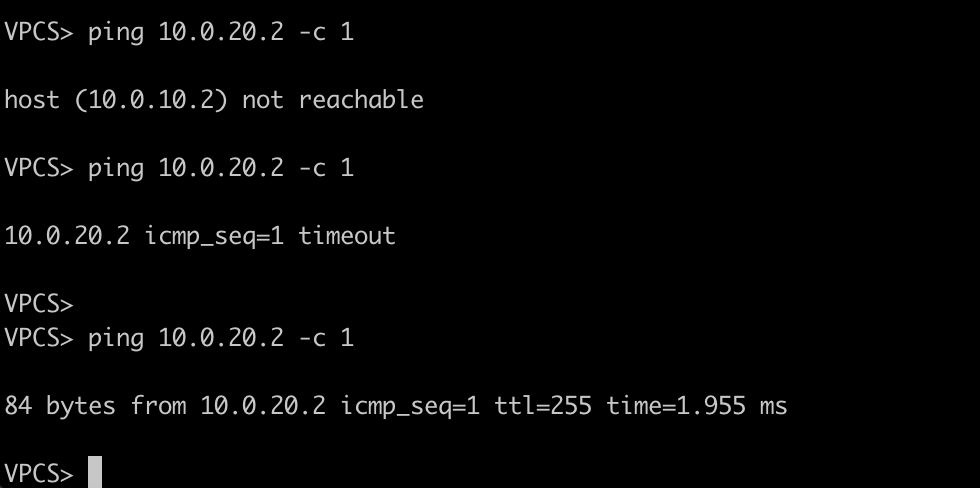 VPCS> ping 10.0.20.2 -c 1
host (10.0.10.2) not reachable
VPCS> ping 10.0.20.2 -c 1
10.0.20.2 icmp_seq=1 timeout
VPCS>
VPCS> ping 10.0.20.2 -c 1
84 bytes from 10.0.20.2 icmp_seq=1 ttl=255 time=1.955 ms
VPCS>